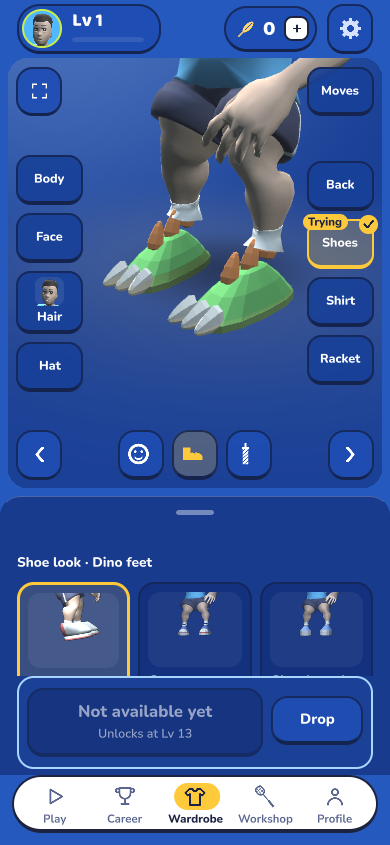 Lv 1
0
+
Moves
Body
Back
Face
Trying
Shoes
Hair
Shirt
Hat
Racket
Shoe look · Dino feet
Not available yet
Unlocks at Lv 13
Drop
Play
Career
Wardrobe
Workshop
Profile